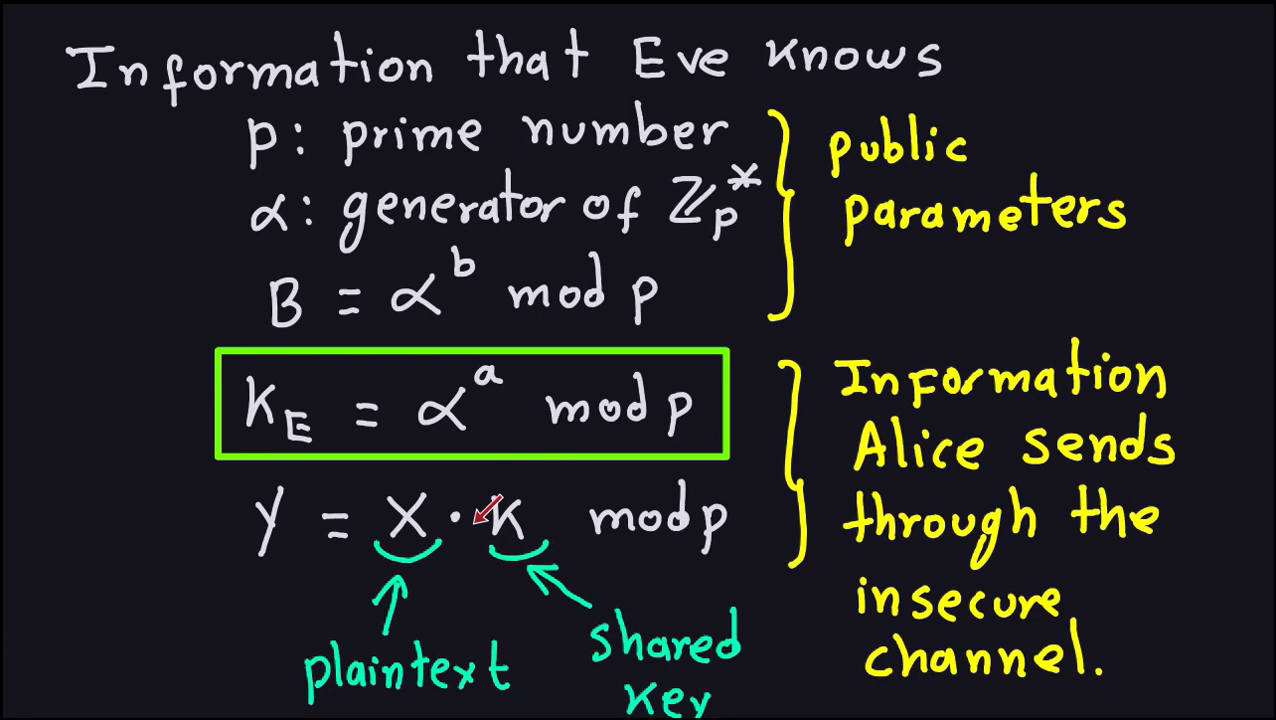 Information that Eve knows
p: prime number
α: generator of ℤp*
B = α^b mod p
public
parameters
kE = α^a mod p
y = x · k mod p
plaintext
shared
key
Information
Alice sends
through the
insecure
channel.